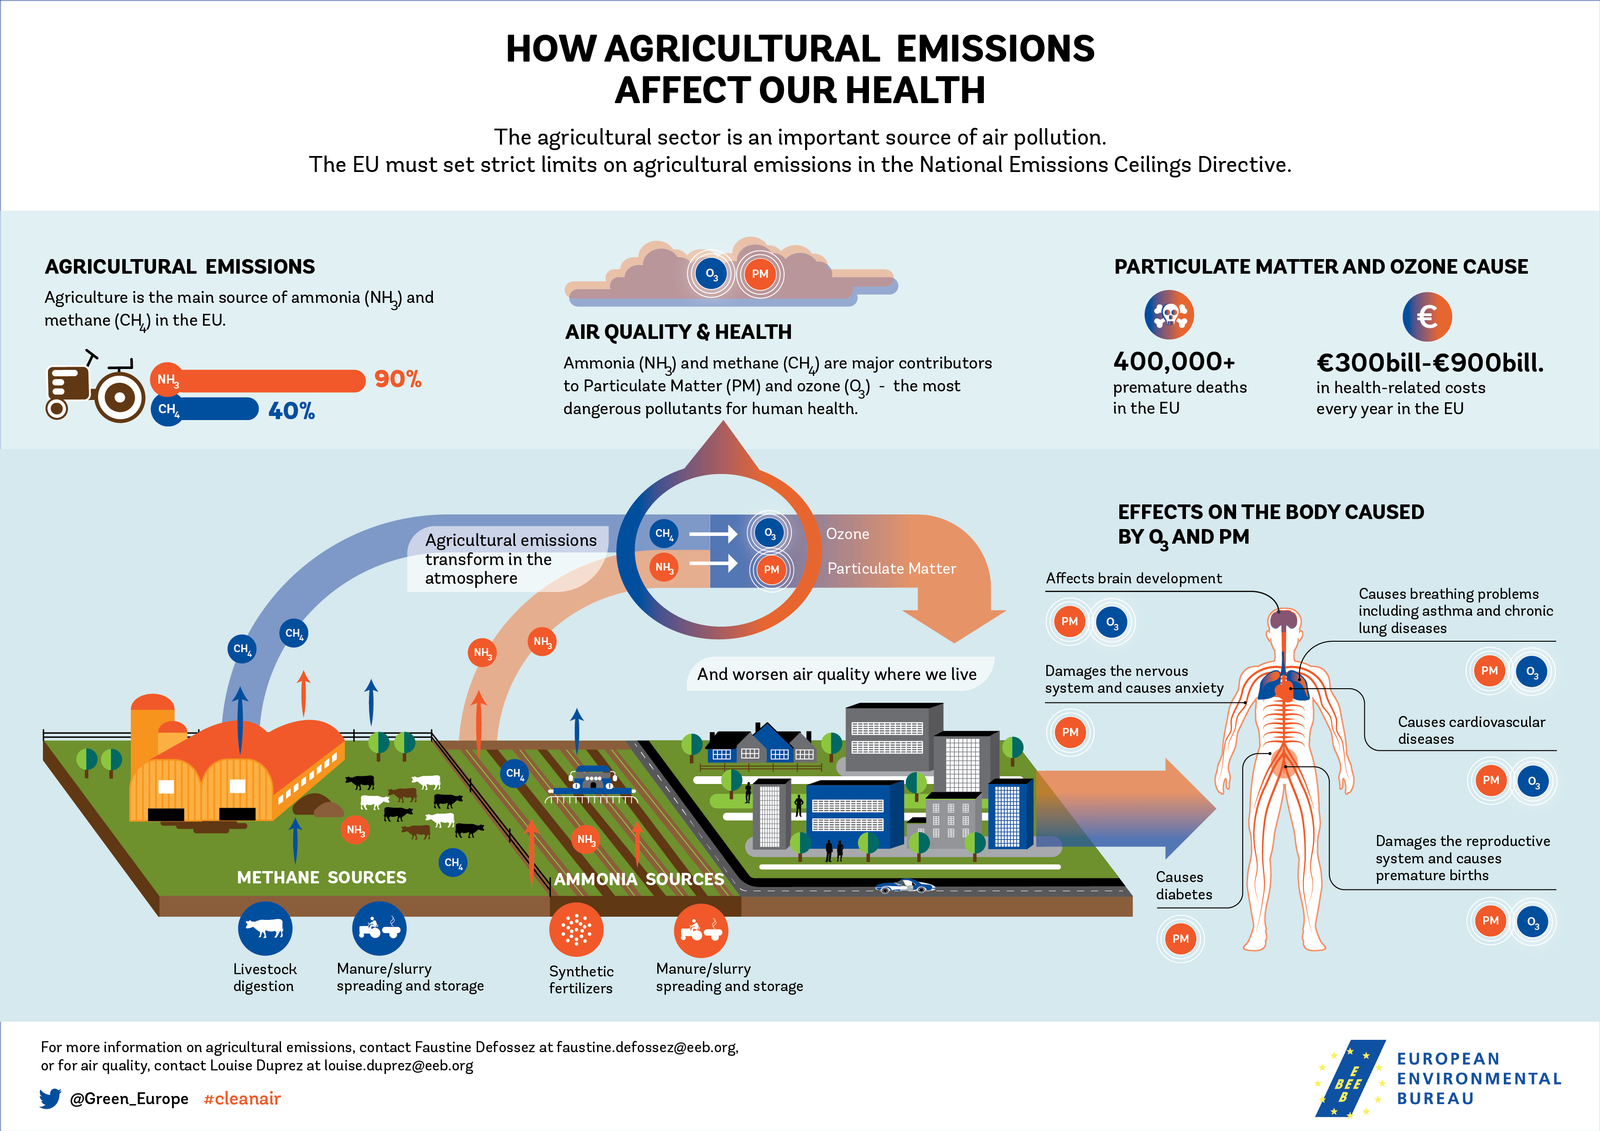 HOW AGRICULTURAL EMISSIONS
AFFECT OUR HEALTH
The agricultural sector is an important source of air pollution.
The EU must set strict limits on agricultural emissions in the National Emissions Ceilings Directive.
AGRICULTURAL EMISSIONS
Agriculture is the main source of ammonia (NH3) and
methane (CH4) in the EU.
NH3 90%
CH4 40%
O3 PM
AIR QUALITY & HEALTH
Ammonia (NH3) and methane (CH4) are major contributors
to Particulate Matter (PM) and ozone (O3) - the most
dangerous pollutants for human health.
PARTICULATE MATTER AND OZONE CAUSE
€
400,000+
premature deaths
in the EU
€300bill-€900bill.
in health-related costs
every year in the EU
Agricultural emissions
transform in the
atmosphere
CH4 O3 Ozone
NH3 PM Particulate Matter
CH4 CH4
NH3 NH3
And worsen air quality where we live
CH4
NH3
NH3
CH4
METHANE SOURCES
AMMONIA SOURCES
Livestock
digestion
Manure/slurry
spreading and storage
Synthetic
fertilizers
Manure/slurry
spreading and storage
EFFECTS ON THE BODY CAUSED
BY O3 AND PM
Affects brain development
PM O3
Causes breathing problems
including asthma and chronic
lung diseases
PM O3
Damages the nervous
system and causes anxiety
PM
Causes cardiovascular
diseases
PM O3
Damages the reproductive
system and causes
premature births
PM O3
Causes
diabetes
PM
For more information on agricultural emissions, contact Faustine Defossez at faustine.defossez@eeb.org,
or for air quality, contact Louise Duprez at louise.duprez@eeb.org
@Green_Europe #cleanair
E
BEE
B
EUROPEAN
ENVIRONMENTAL
BUREAU